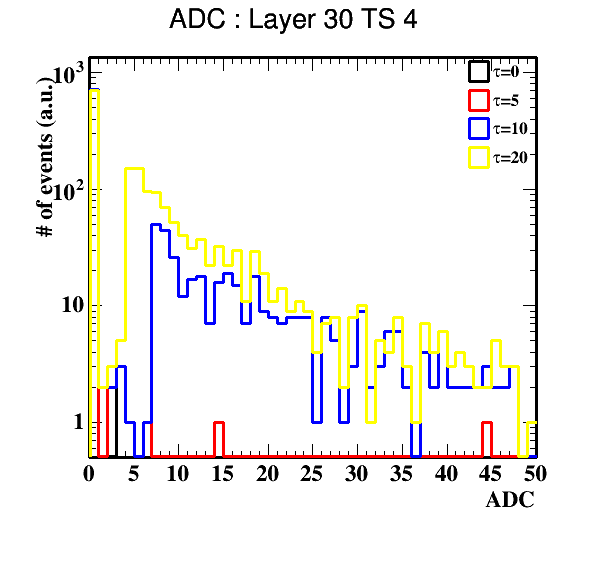 ADC : Layer 30 TS 4
# of events (a.u.)
10³
10²
10
1
τ=0
τ=5
τ=10
τ=20
0 5 10 15 20 25 30 35 40 45 50
ADC